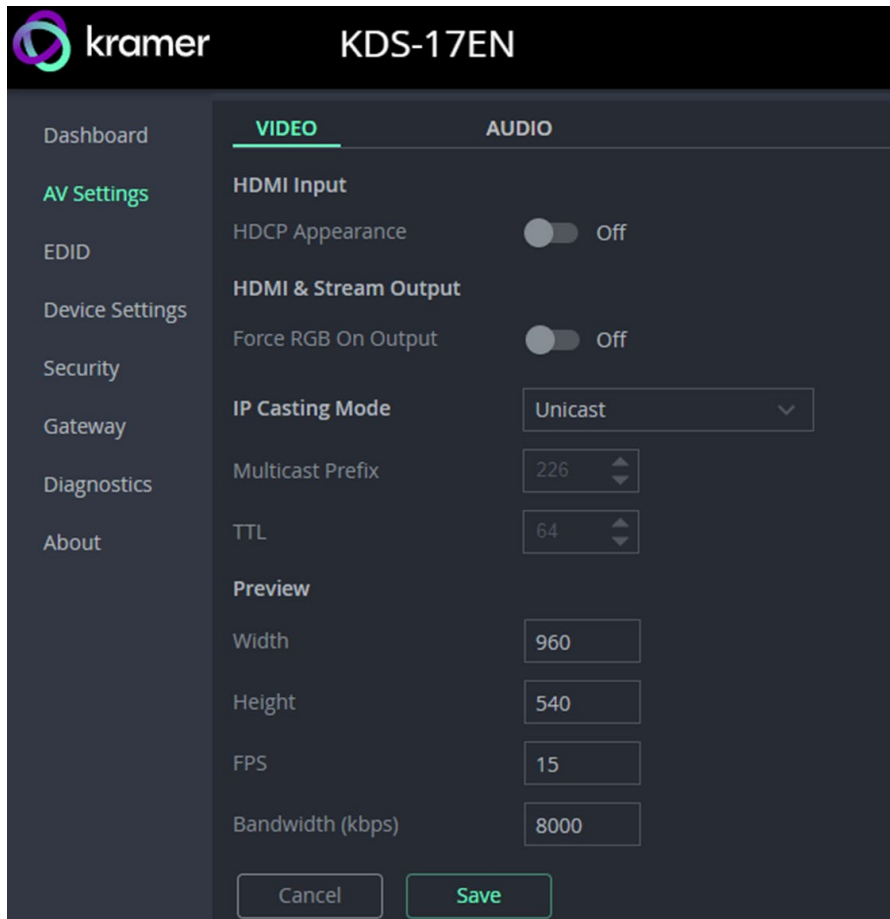 kramer KDS-17EN
Dashboard
AV Settings
EDID
Device Settings
Security
Gateway
Diagnostics
About
VIDEO AUDIO
HDMI Input
HDCP Appearance Off
HDMI & Stream Output
Force RGB On Output Off
IP Casting Mode Unicast
Multicast Prefix 226
TTL 64
Preview
Width 960
Height 540
FPS 15
Bandwidth (kbps) 8000
Cancel Save